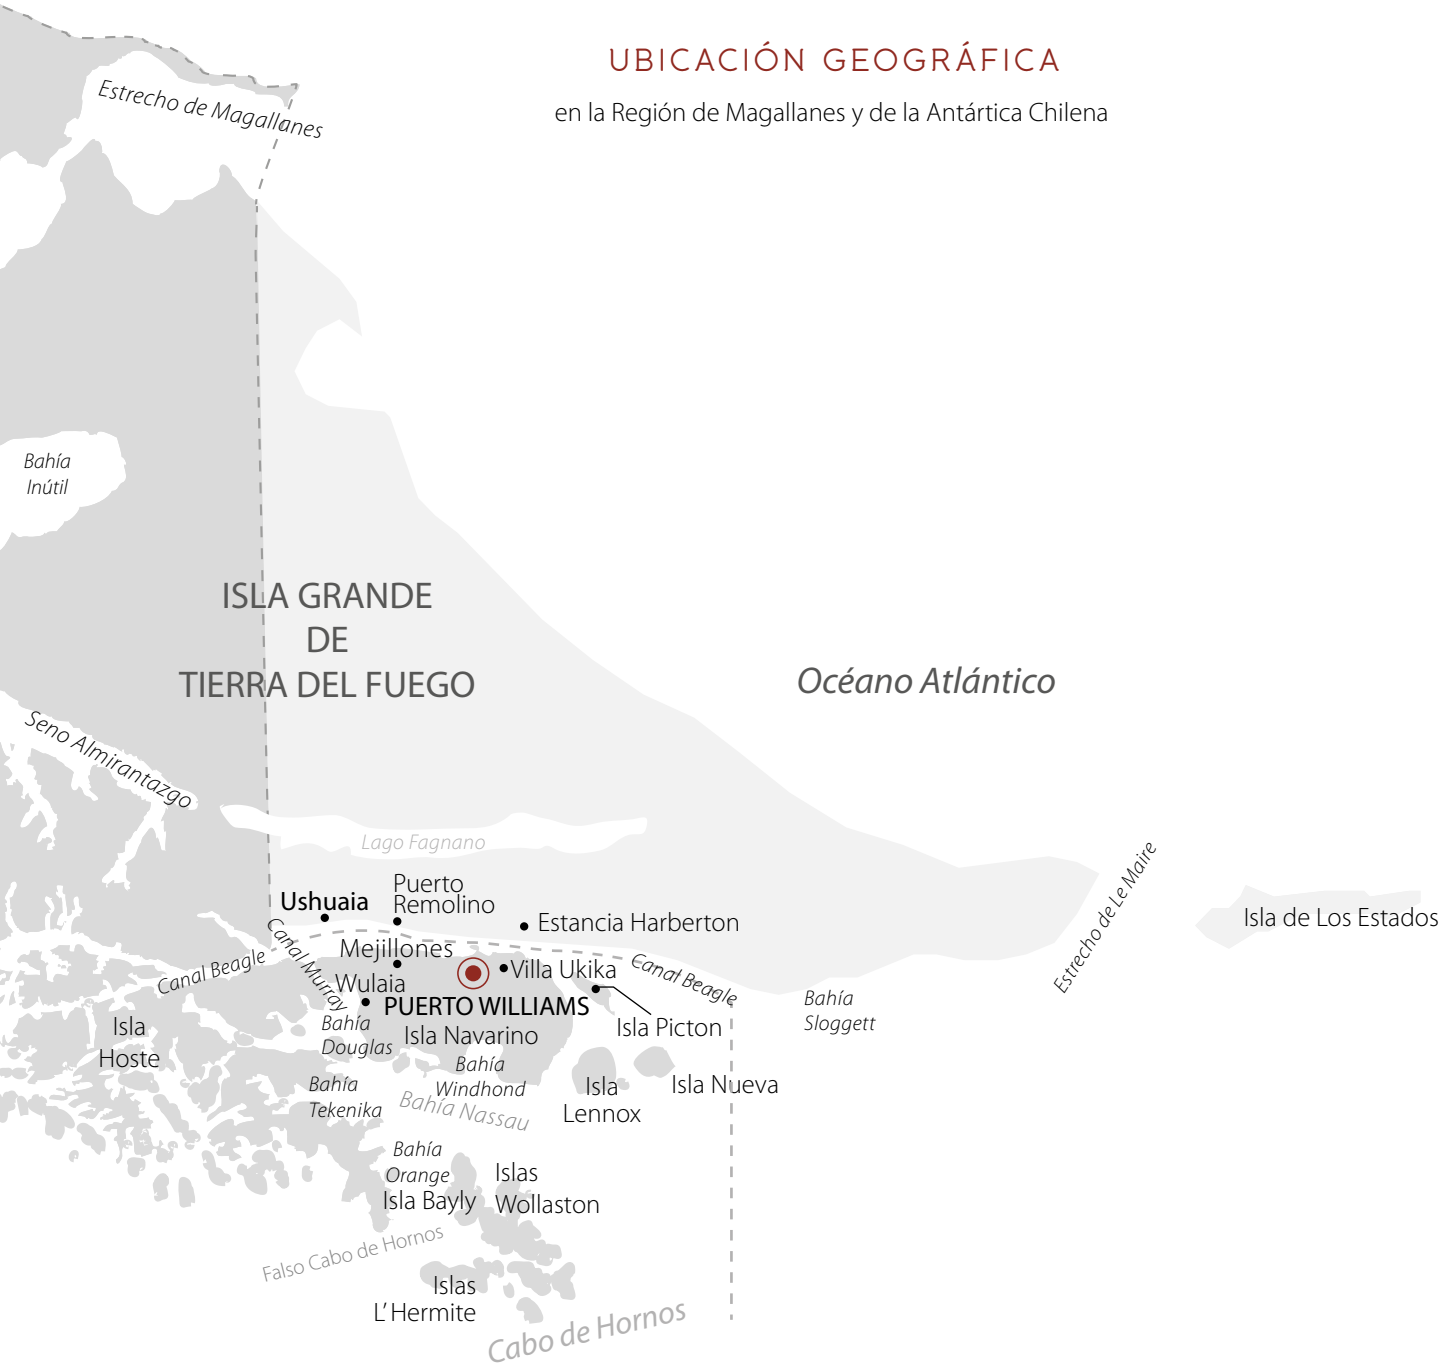 UBICACIÓN GEOGRÁFICA
en la Región de Magallanes y de la Antártica Chilena
Estrecho de Magallanes
Bahía
Inútil
ISLA GRANDE
DE
TIERRA DEL FUEGO
Océano Atlántico
Seno Almirantazgo
Lago Fagnano
Estrecho de Le Maire
Isla de Los Estados
Ushuaia
Puerto
Remolino
Estancia Harberton
Canal Beagle
Canal Murray
Mejillones
Wulaia
Villa Ukika
PUERTO WILLIAMS
Canal Beagle
Bahía
Sloggett
Isla
Hoste
Bahía
Douglas
Isla Navarino
Isla Picton
Bahía
Windhond
Isla
Lennox
Isla Nueva
Bahía
Tekenika
Bahía Nassau
Bahía
Orange
Isla Bayly
Islas
Wollaston
Falso Cabo de Hornos
Islas
L'Hermite
Cabo de Hornos